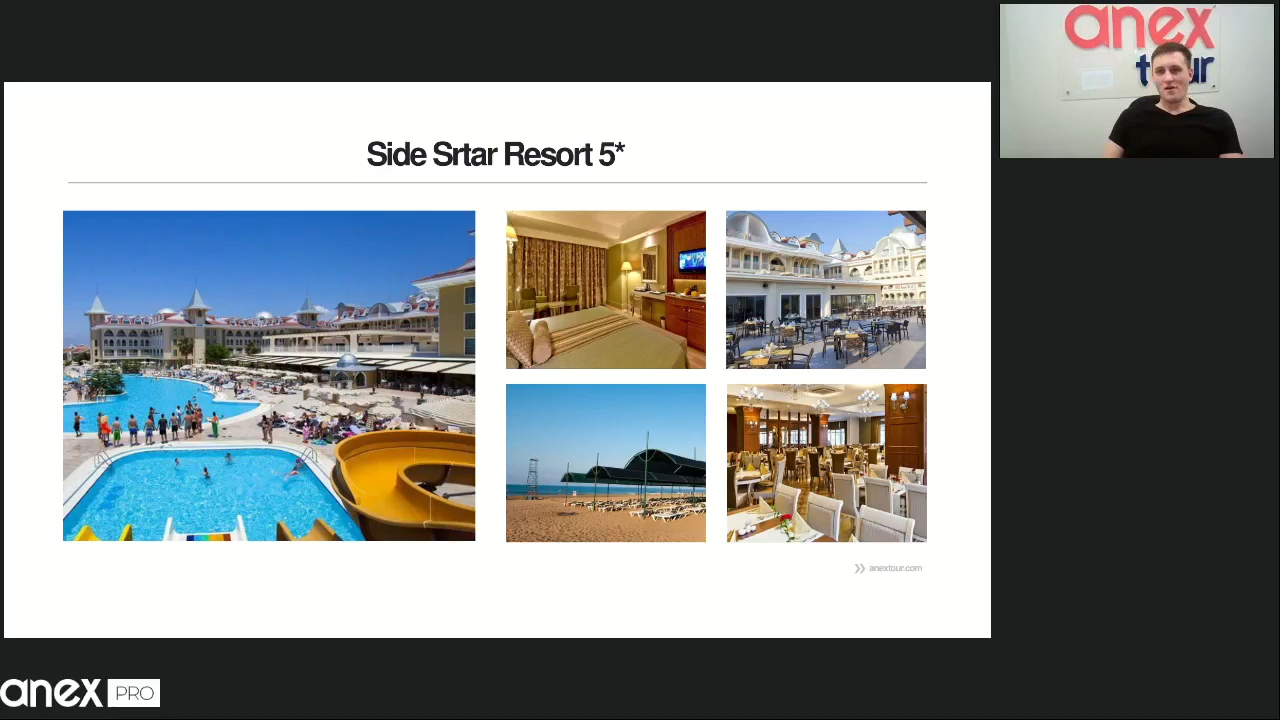 anex
tour
Side Srtar Resort 5*
anextour.com
anex PRO